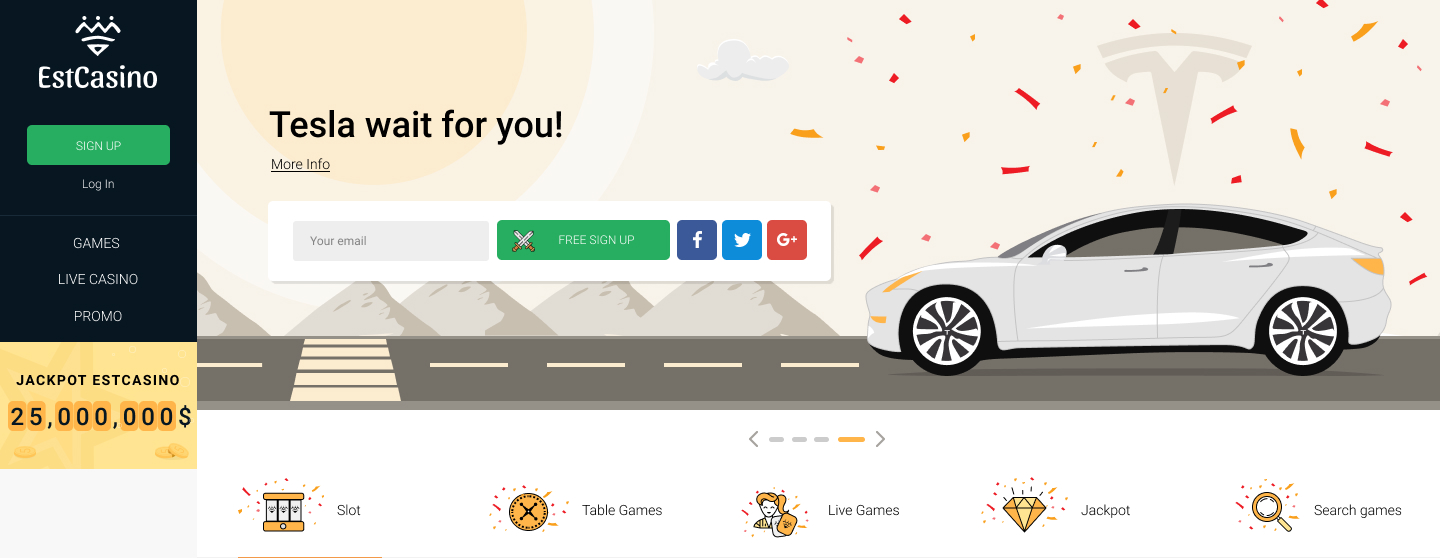 EstCasino
SIGN UP
Log In
GAMES
LIVE CASINO
PROMO
JACKPOT ESTCASINO
25,000,000$
Tesla wait for you!
More Info
Your email
FREE SIGN UP
f
G+
Slot
Table Games
Live Games
Jackpot
Search games